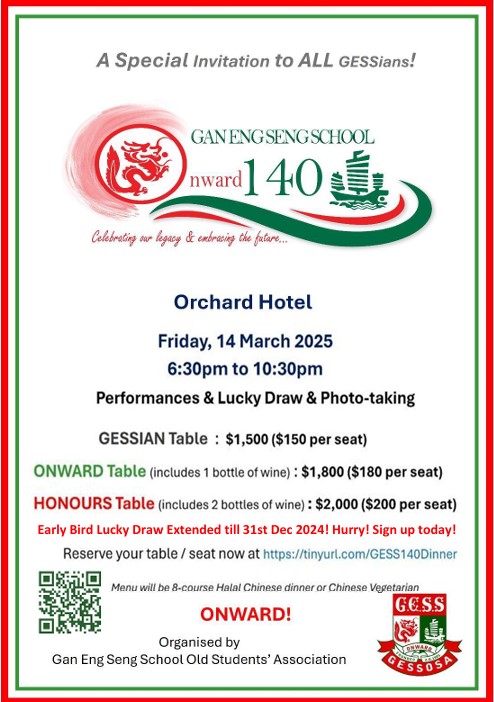 A Special Invitation to ALL GESSians!
GAN ENG SENG SCHOOL
Onward 140
Celebrating our legacy & embracing the future...
Orchard Hotel
Friday, 14 March 2025
6:30pm to 10:30pm
Performances & Lucky Draw & Photo-taking
GESSIAN Table : $1,500 ($150 per seat)
ONWARD Table (includes 1 bottle of wine) : $1,800 ($180 per seat)
HONOURS Table (includes 2 bottles of wine) : $2,000 ($200 per seat)
Early Bird Lucky Draw Extended till 31st Dec 2024! Hurry! Sign up today!
Reserve your table / seat now at https://tinyurl.com/GESS140Dinner
Menu will be 8-course Halal Chinese dinner or Chinese Vegetarian
ONWARD!
Organised by
Gan Eng Seng School Old Students' Association
G.E.S.S
ONWARD
GESSOSA